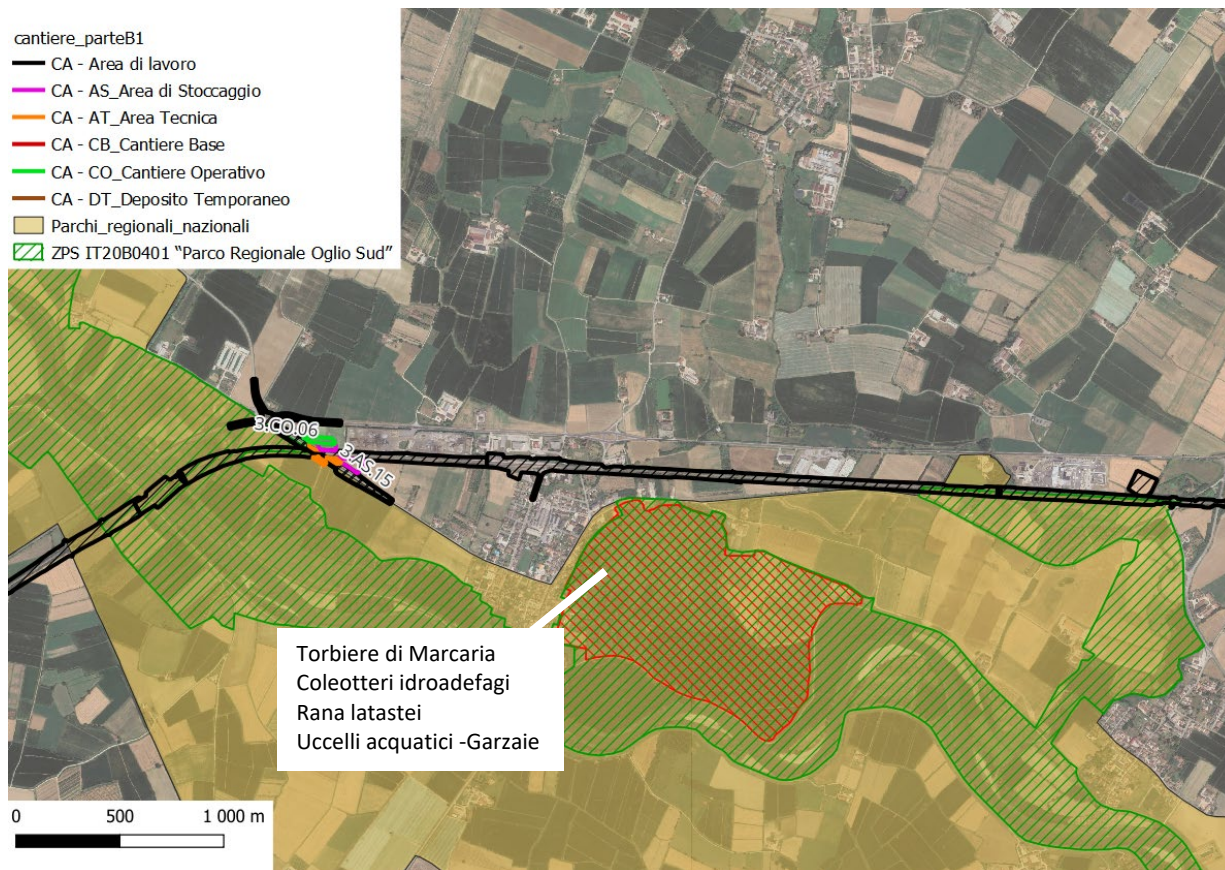 cantiere_parteB1
CA - Area di lavoro
CA - AS_Area di Stoccaggio
CA - AT_Area Tecnica
CA - CB_Cantiere Base
CA - CO_Cantiere Operativo
CA - DT_Deposito Temporaneo
Parchi_regionali_nazionali
ZPS IT20B0401 “Parco Regionale Oglio Sud”
3.CO.06
3.AS.15
Torbiere di Marcaria
Coleotteri idroadefagi
Rana latastei
Uccelli acquatici -Garzaie
0 500 1 000 m